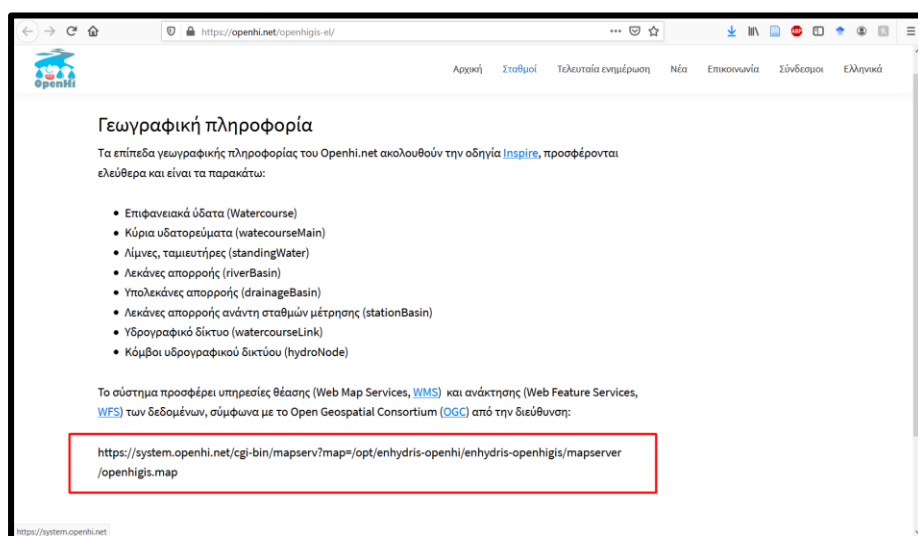 https://openhi.net/openhigis-el/
OpenHi
Αρχική Σταθμοί Τελευταία ενημέρωση Νέα Επικοινωνία Σύνδεσμοι Ελληνικά
Γεωγραφική πληροφορία
Τα επίπεδα γεωγραφικής πληροφορίας του Openhi.net ακολουθούν την οδηγία Inspire, προσφέρονται
ελεύθερα και είναι τα παρακάτω:
• Επιφανειακά ύδατα (Watercourse)
• Κύρια υδατορεύματα (watecourseMain)
• Λίμνες, ταμιευτήρες (standingWater)
• Λεκάνες απορροής (riverBasin)
• Υπολεκάνες απορροής (drainageBasin)
• Λεκάνες απορροής ανάντη σταθμών μέτρησης (stationBasin)
• Υδρογραφικό δίκτυο (watercourseLink)
• Κόμβοι υδρογραφικού δικτύου (hydroNode)
Το σύστημα προσφέρει υπηρεσίες θέασης (Web Map Services, WMS) και ανάκτησης (Web Feature Services,
WFS) των δεδομένων, σύμφωνα με το Open Geospatial Consortium (OGC) από την διεύθυνση:
https://system.openhi.net/cgi-bin/mapserv?map=/opt/enhydris-openhi/enhydris-openhigis/mapserver
/openhigis.map
https://system.openhi.net